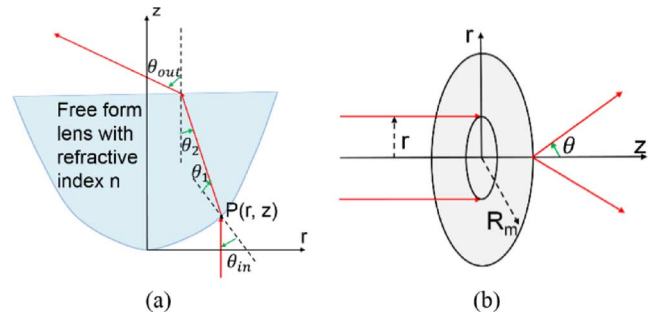 z
θout
Free form
lens with
refractive
index n
θ2
θ1
P(r, z)
r
θin
(a)
r
r
z
θ
Rm
(b)